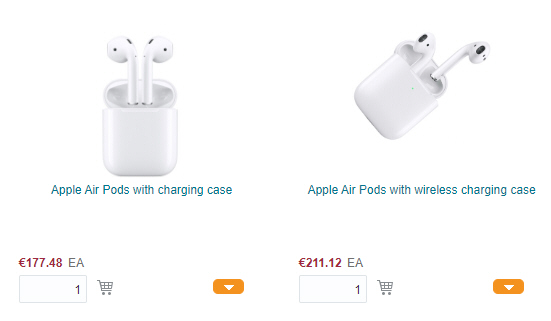 Apple Air Pods with charging case
Apple Air Pods with wireless charging case
€177.48 EA
€211.12 EA
1
1